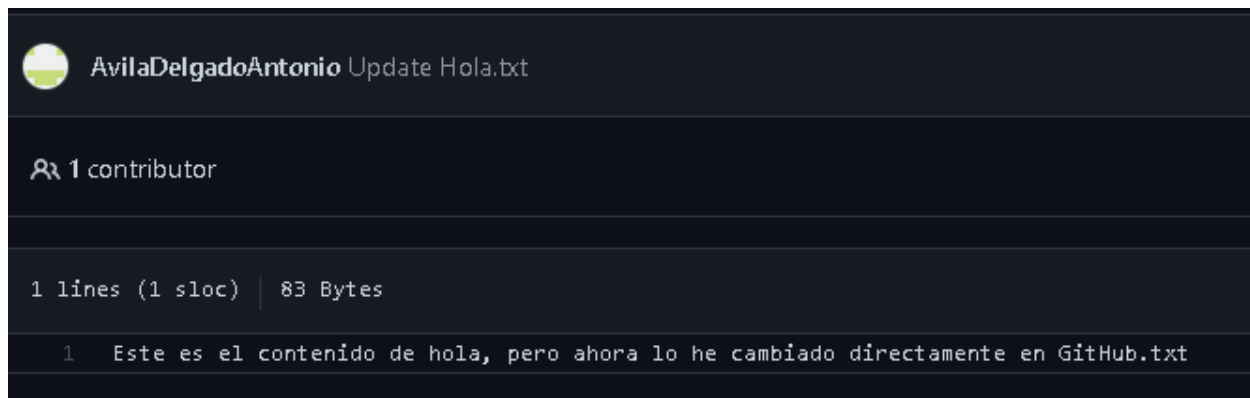 AvilaDelgadoAntonio Update Hola.txt
1 contributor
1 lines (1 sloc) 83 Bytes
1 Este es el contenido de hola, pero ahora lo he cambiado directamente en GitHub.txt